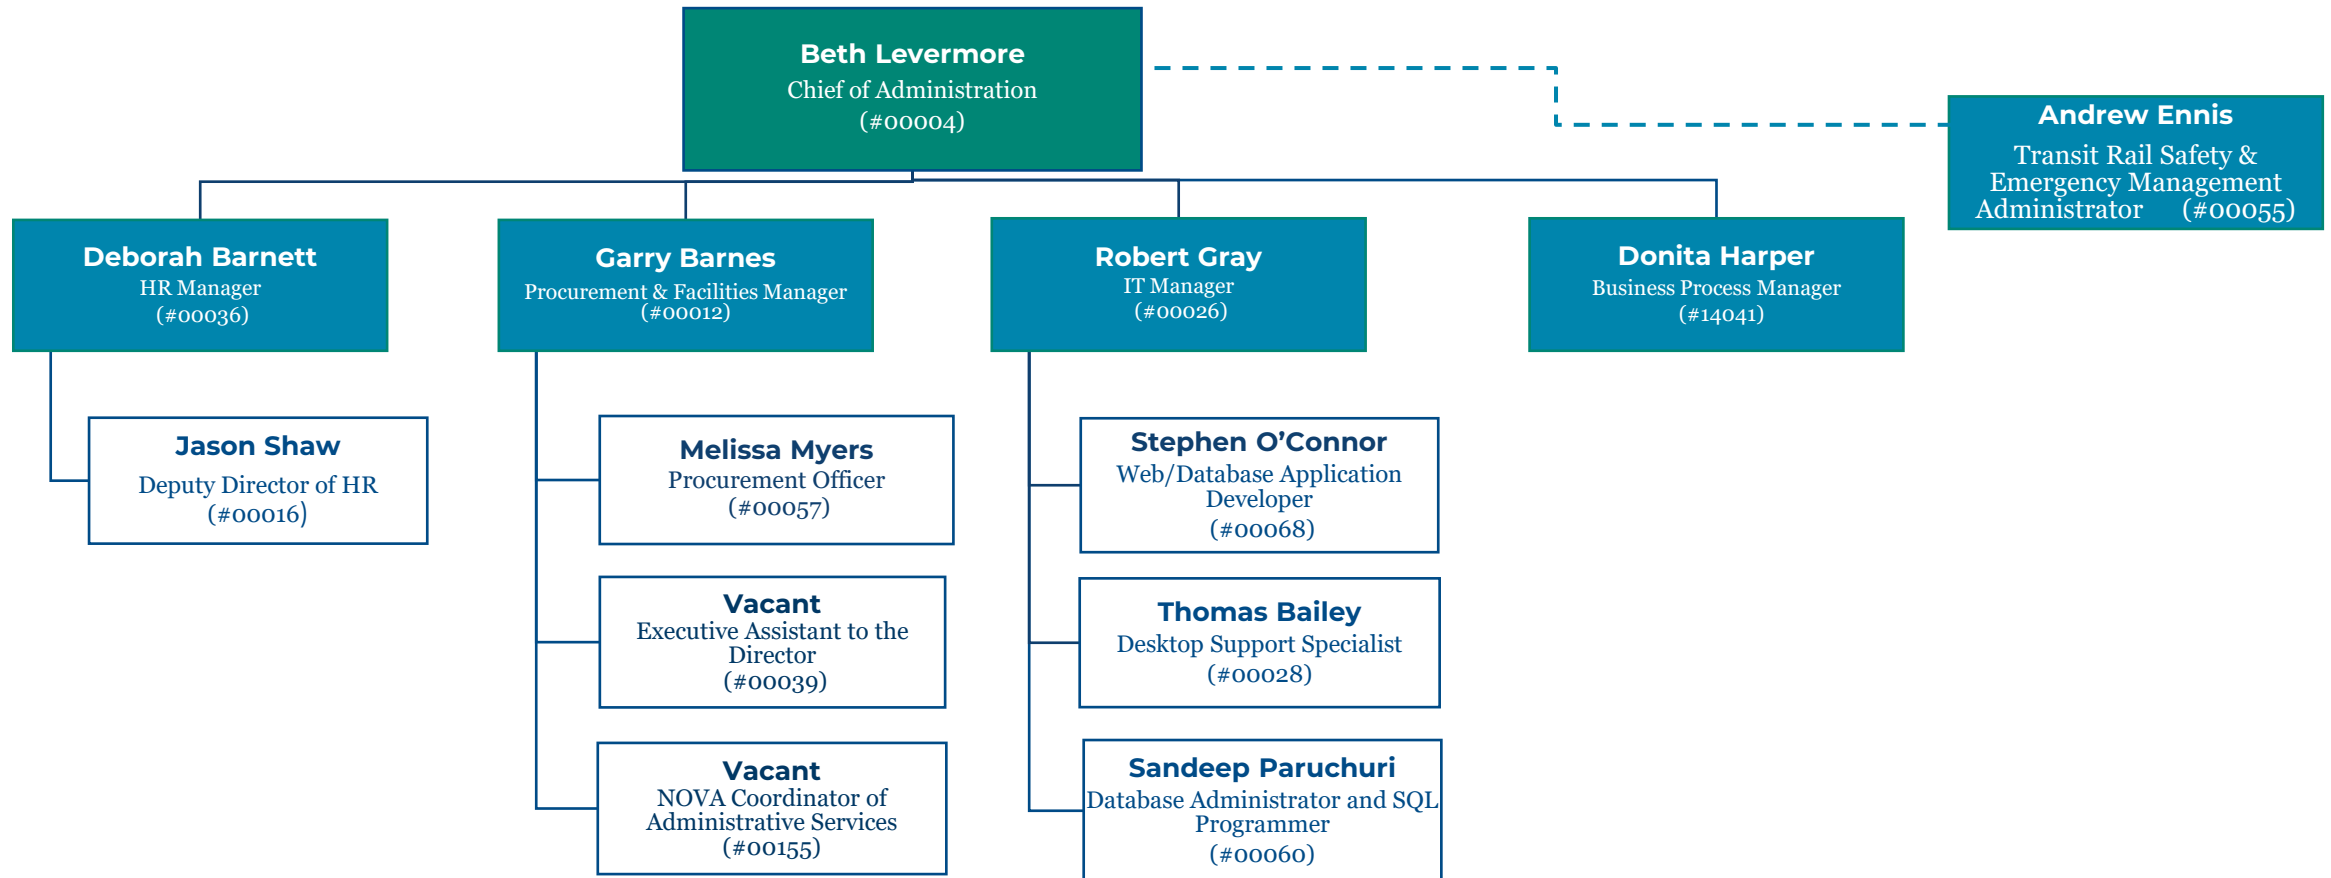 Beth Levermore
Chief of Administration
(#00004)
Andrew Ennis
Transit Rail Safety &
Emergency Management
Administrator (#00055)
Deborah Barnett
HR Manager
(#00036)
Garry Barnes
Procurement & Facilities Manager
(#00012)
Robert Gray
IT Manager
(#00026)
Donita Harper
Business Process Manager
(#14041)
Jason Shaw
Deputy Director of HR
(#00016)
Melissa Myers
Procurement Officer
(#00057)
Vacant
Executive Assistant to the
Director
(#00039)
Vacant
NOVA Coordinator of
Administrative Services
(#00155)
Stephen O’Connor
Web/Database Application
Developer
(#00068)
Thomas Bailey
Desktop Support Specialist
(#00028)
Sandeep Paruchuri
Database Administrator and SQL
Programmer
(#00060)